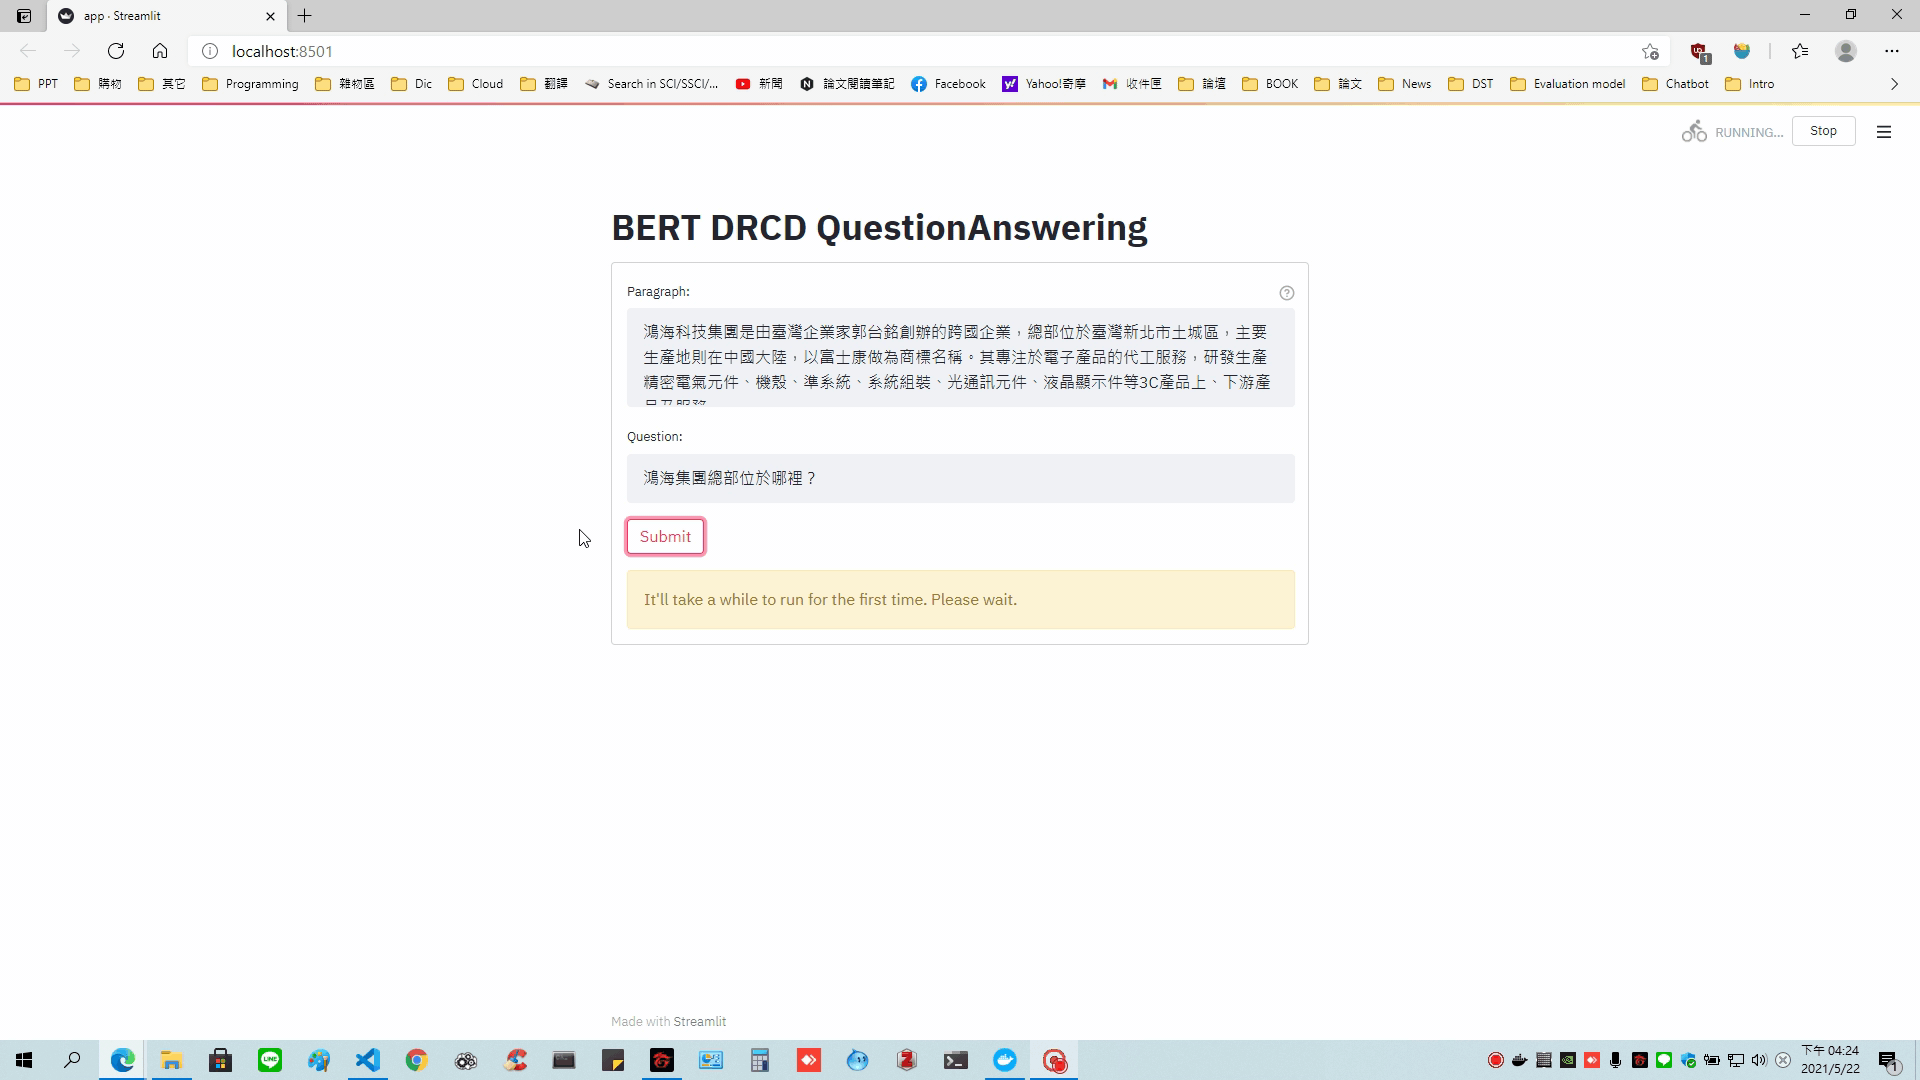 app · Streamlit
localhost:8501
PPT 購物 其它 Programming 雜物區 Dic Cloud 翻譯 Search in SCI/SSCI/... 新聞 論文閱讀筆記 Facebook Yahoo!奇摩 收件匣 論壇 BOOK 論文 News DST Evaluation model Chatbot Intro
RUNNING... Stop
BERT DRCD QuestionAnswering
Paragraph:
鴻海科技集團是由臺灣企業家郭台銘創辦的跨國企業，總部位於臺灣新北市土城區，主要
生產地則在中國大陸，以富士康做為商標名稱。其專注於電子產品的代工服務，研發生產
精密電氣元件、機殼、準系統、系統組裝、光通訊元件、液晶顯示件等3C產品上、下游產
品及服務
Question:
鴻海集團總部位於哪裡？
Submit
It'll take a while to run for the first time. Please wait.
Made with Streamlit
下午 04:24
2021/5/22